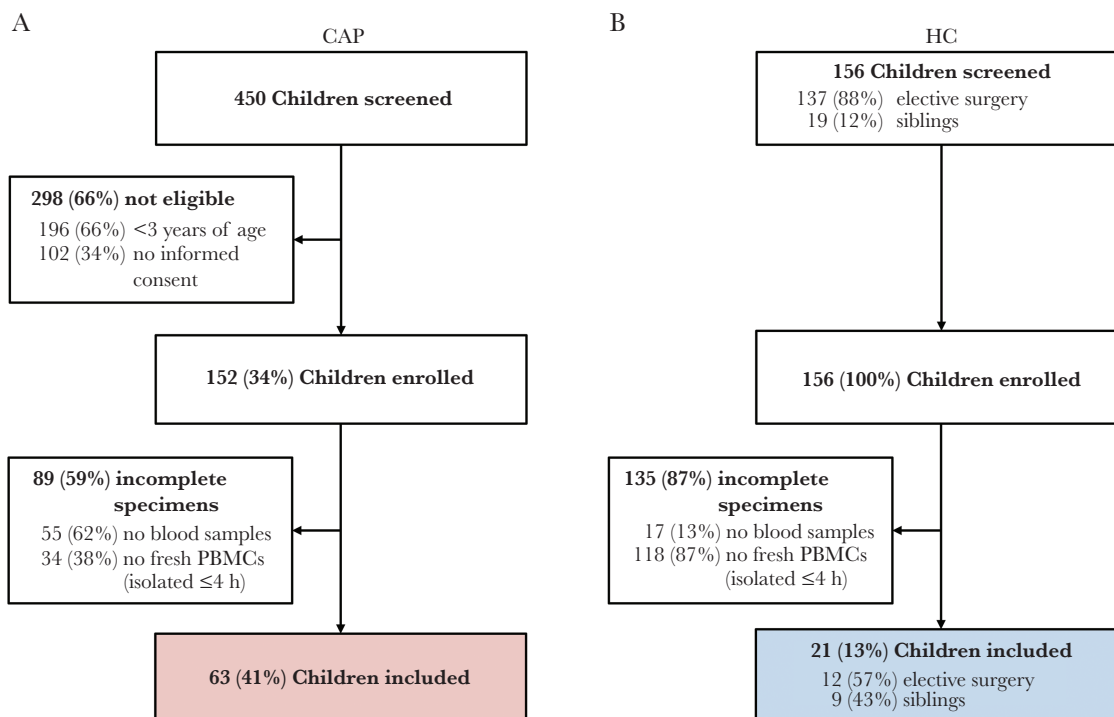 A
CAP
450 Children screened
298 (66%) not eligible
196 (66%) <3 years of age
102 (34%) no informed
consent
152 (34%) Children enrolled
89 (59%) incomplete
specimens
55 (62%) no blood samples
34 (38%) no fresh PBMCs
(isolated ≤4 h)
63 (41%) Children included
B
HC
156 Children screened
137 (88%) elective surgery
19 (12%) siblings
156 (100%) Children enrolled
135 (87%) incomplete
specimens
17 (13%) no blood samples
118 (87%) no fresh PBMCs
(isolated ≤4 h)
21 (13%) Children included
12 (57%) elective surgery
9 (43%) siblings